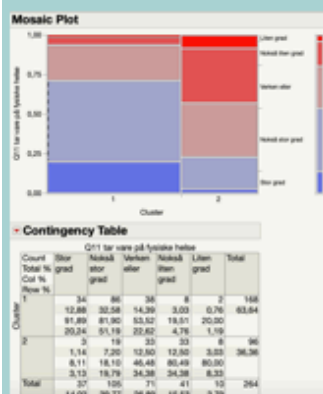 Mosaic Plot
1,00
0,75
0,50
0,25
0,00
Q11 tar vare på fysiske helse
Liten grad
Nokså liten grad
Verken eller
Nokså stor grad
Stor grad
1 2
Cluster
Contingency Table
Q11 tar vare på fysiske helse
Count Stor Nokså Verken Nokså Liten Total
Total % grad stor eller liten grad
Col % grad grad
Row %
Cluster
1 34 86 38 8 2 168
12,88 32,58 14,39 3,03 0,76 63,64
91,89 81,90 53,52 19,51 20,00
20,24 51,19 22,62 4,76 1,19
2 3 19 33 33 8 96
1,14 7,20 12,50 12,50 3,03 36,36
8,11 18,10 46,48 80,49 80,00
3,13 19,79 34,38 34,38 8,33
Total 37 105 71 41 10 264